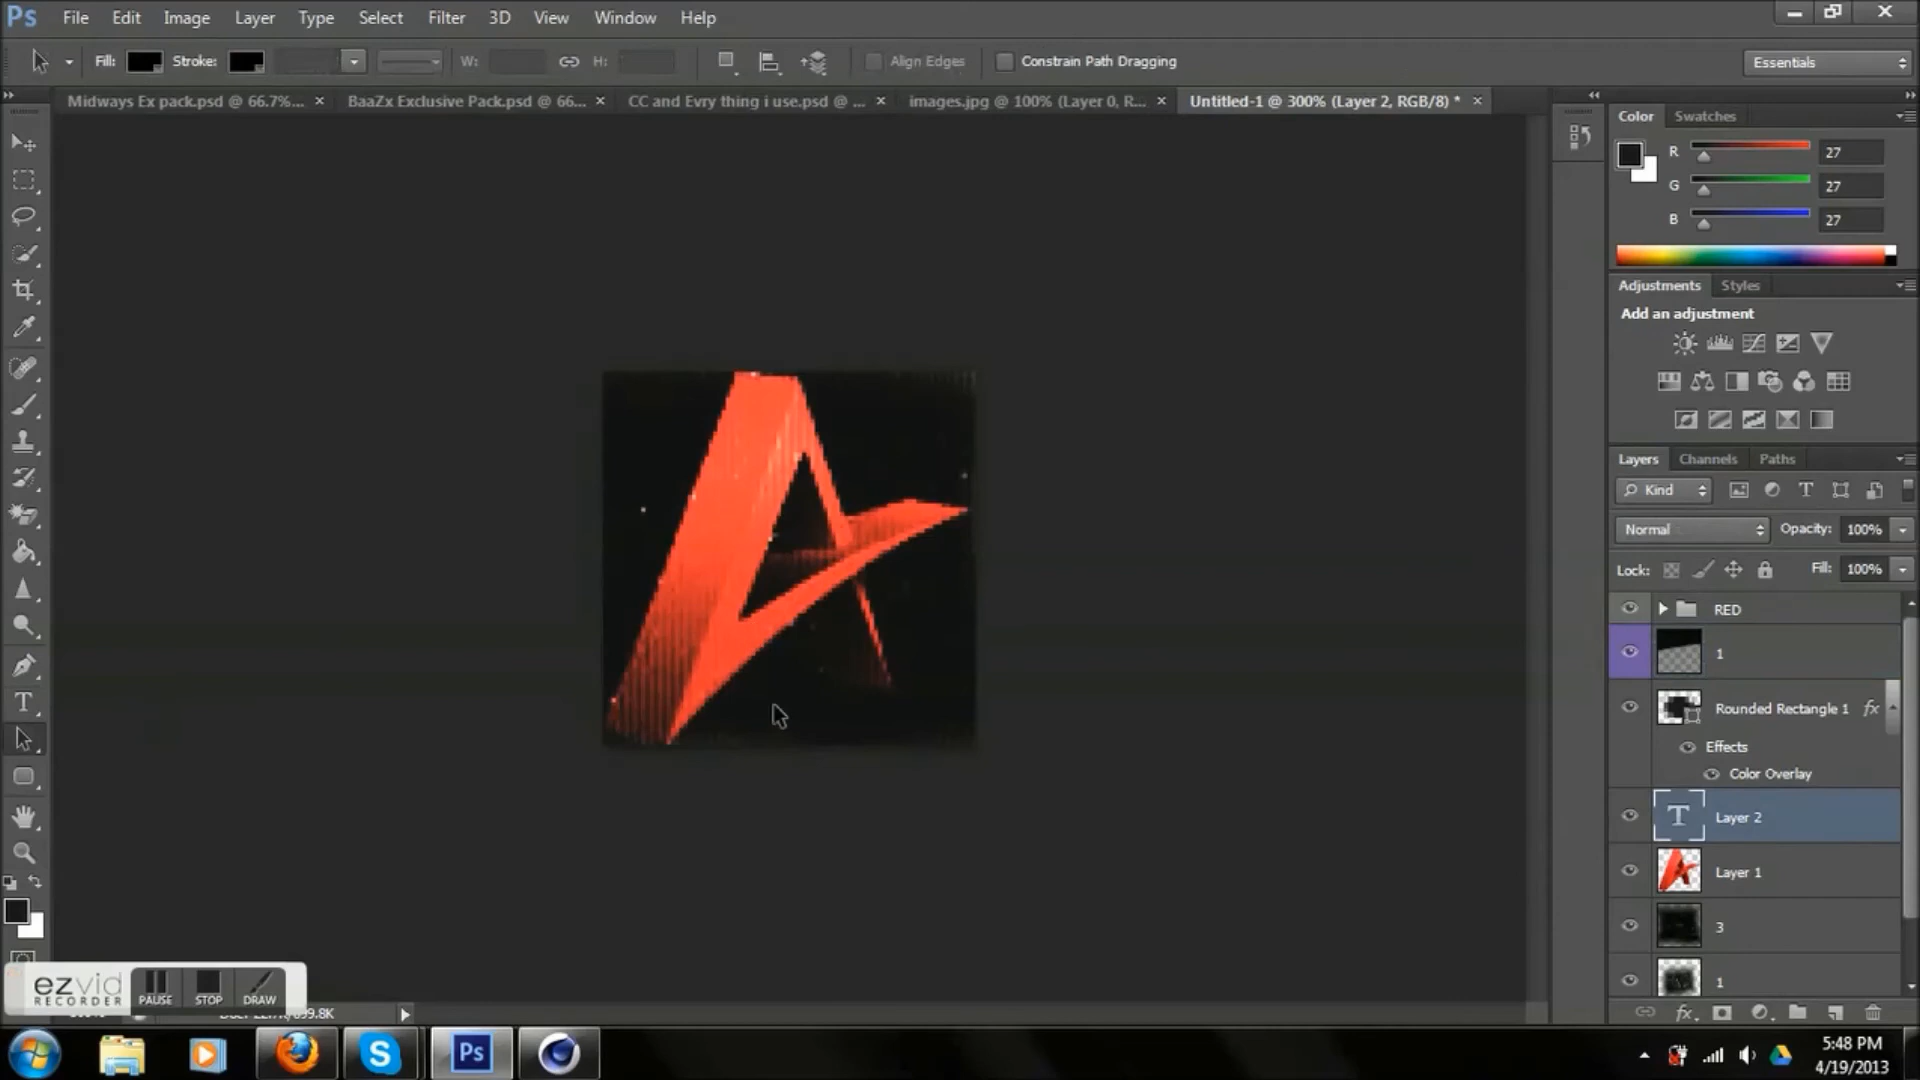 Ps File Edit Image Layer Type Select Filter 3D View Window Help
Fill: Stroke: W: H: Align Edges Constrain Path Dragging Essentials
Midways Ex pack.psd @ 66.7%... × BaaZx Exclusive Pack.psd @ 66... × CC and Evry thing i use.psd @ ... × images.jpg @ 100% (Layer 0, R... × Untitled-1 @ 300% (Layer 2, RGB/8) * ×
Color Swatches
R 27
G 27
B 27
Adjustments Styles
Add an adjustment
Layers Channels Paths
Kind
Normal Opacity: 100%
Lock: Fill: 100%
RED
1
Rounded Rectangle 1 fx
Effects
Color Overlay
T Layer 2
Layer 1
3
1
A
ezvid
RECORDER
PAUSE STOP DRAW
fx
Ps
5:48 PM
4/19/2013